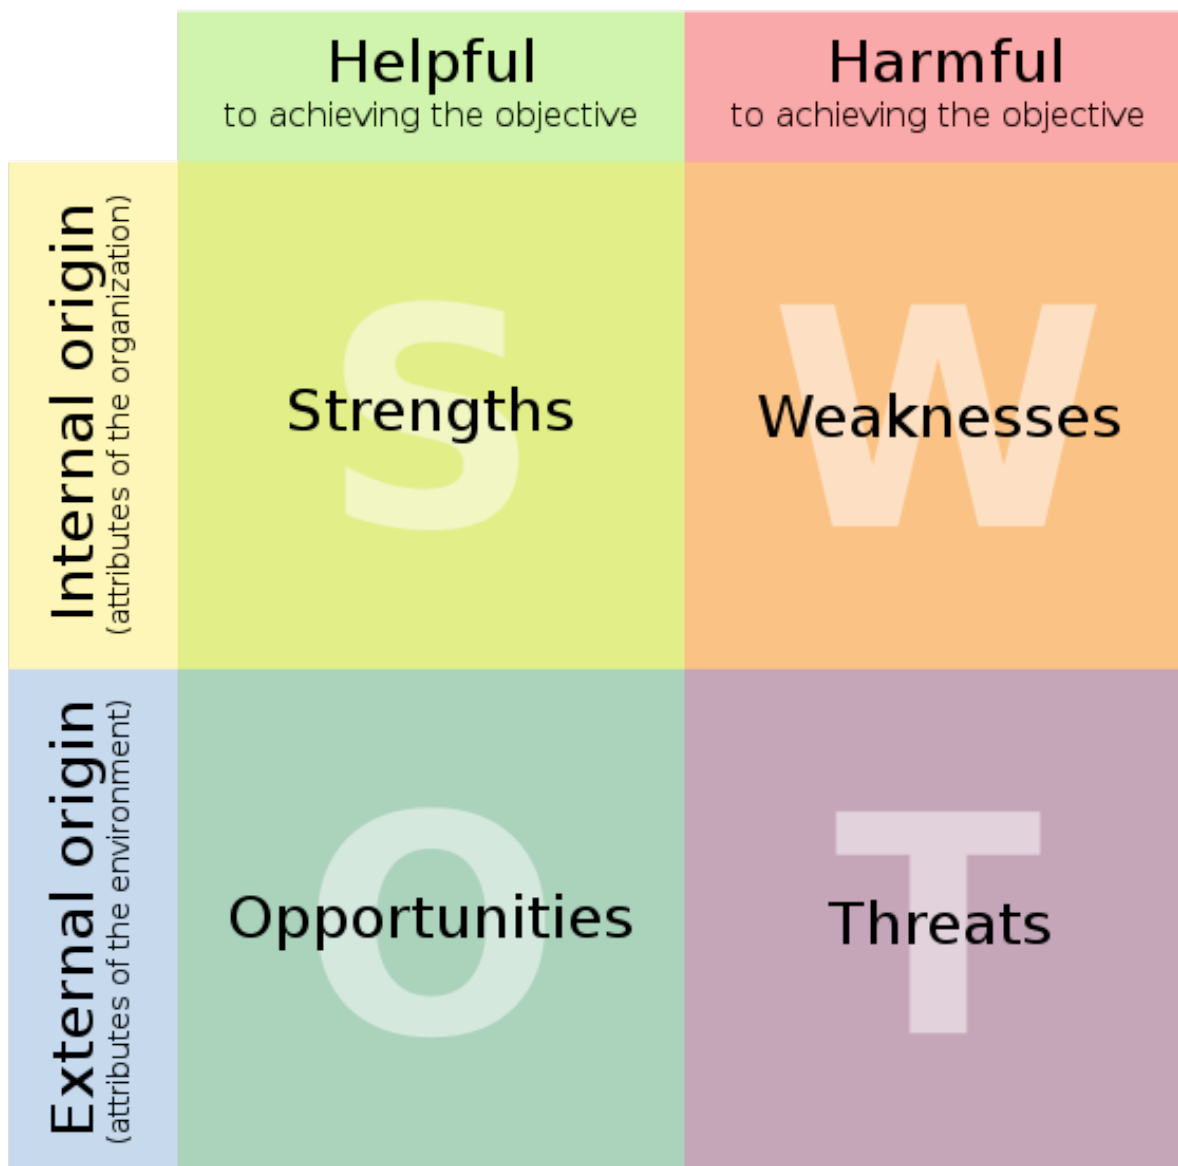 Helpful
to achieving the objective
Harmful
to achieving the objective
Internal origin
(attributes of the organization)
S
Strengths
W
Weaknesses
External origin
(attributes of the environment)
O
Opportunities
T
Threats